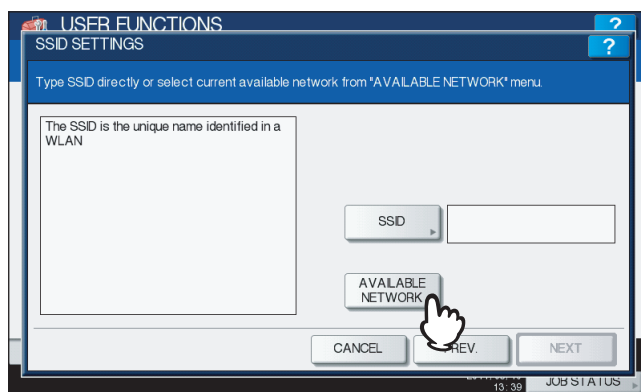 USER FUNCTIONS ?
SSID SETTINGS ?
Type SSID directly or select current available network from "AVAILABLE NETWORK" menu.
The SSID is the unique name identified in a
WLAN
SSID
AVAILABLE
NETWORK
CANCEL PREV. NEXT
13:39 JOB STATUS